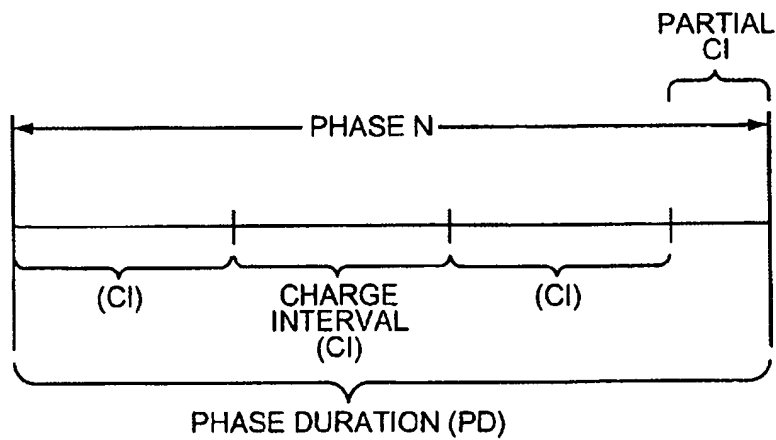 PARTIAL
CI
PHASE N
(CI)
CHARGE
INTERVAL
(CI)
(CI)
PHASE DURATION (PD)